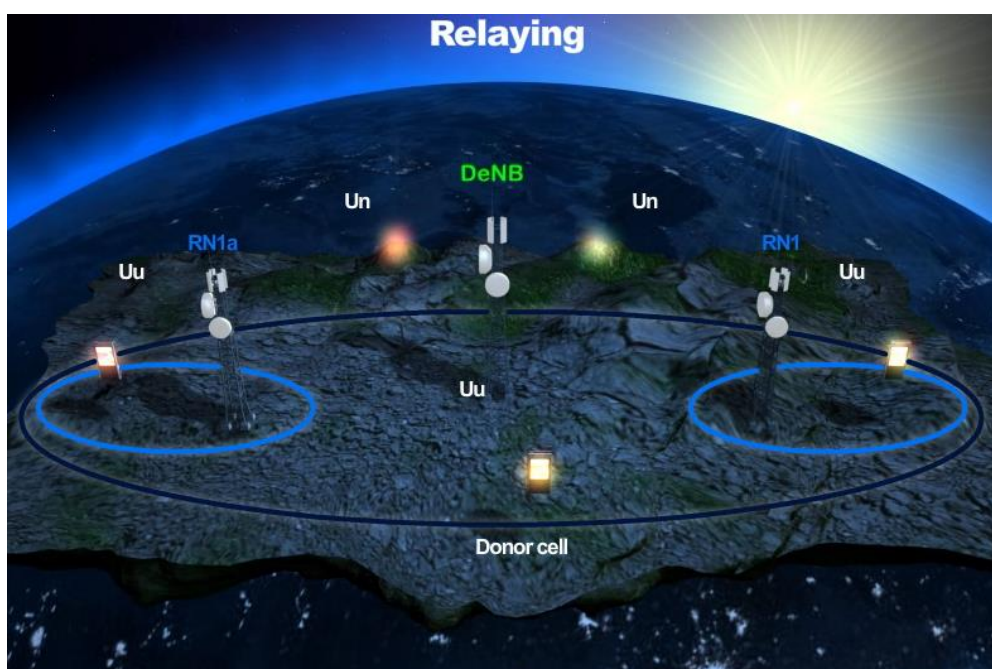 Relaying
DeNB
Un
Un
RN1a
RN1
Uu
Uu
Uu
Donor cell